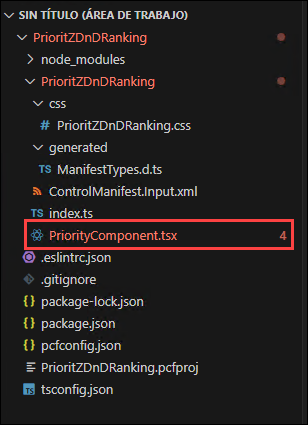 SIN TÍTULO (ÁREA DE TRABAJO)
PrioritZDnDRanking
node_modules
PrioritZDnDRanking
css
# PrioritZDnDRanking.css
generated
TS ManifestTypes.d.ts
ControlManifest.Input.xml
TS index.ts
PriorityComponent.tsx 4
.eslintrc.json
.gitignore
{} package-lock.json
{} package.json
{} pcfconfig.json
PrioritZDnDRanking.pcfproj
TS tsconfig.json